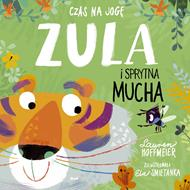 CZAS NA JOGĘ
ZULA
i SPRYTNA
MUCHA
Lauren
HOFFMEIER
ZILUSTROWAŁA
Ela ŚMIETANKA